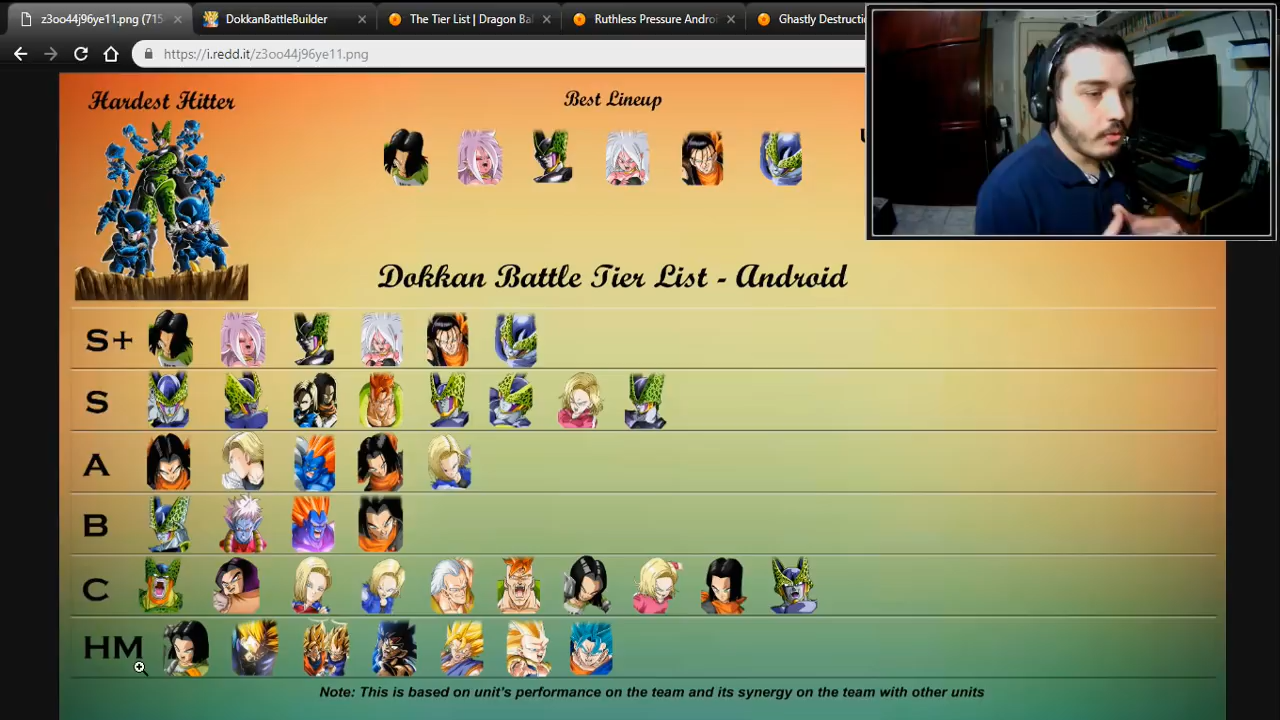 z3oo44j96ye11.png (715
DokkanBattleBuilder
The Tier List | Dragon Ba
Ruthless Pressure Androi
Ghastly Destructi
https://i.redd.it/z3oo44j96ye11.png
Hardest Hitter
Best Lineup
Dokkan Battle Tier List - Android
S+
S
A
B
C
HM
Note: This is based on unit's performance on the team and its synergy on the team with other units